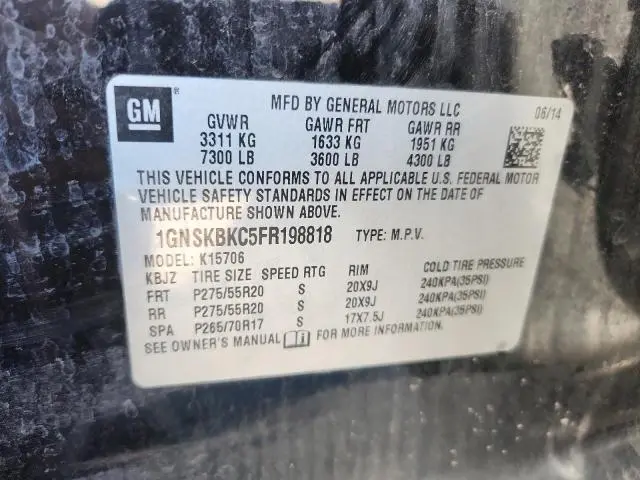 GM®
MFD BY GENERAL MOTORS LLC 06/14
GVWR GAWR FRT GAWR RR
3311 KG 1633 KG 1951 KG
7300 LB 3600 LB 4300 LB
THIS VEHICLE CONFORMS TO ALL APPLICABLE U.S. FEDERAL MOTOR
VEHICLE SAFETY STANDARDS IN EFFECT ON THE DATE OF
MANUFACTURE SHOWN ABOVE.
1GNSKBKC5FR198818 TYPE: M.P.V.
MODEL: K15706
KBJZ TIRE SIZE SPEED RTG RIM COLD TIRE PRESSURE
FRT P275/55R20 S 20X9J 240KPA(35PSI)
RR P275/55R20 S 20X9J 240KPA(35PSI)
SPA P265/70R17 S 17X7.5J 240KPA(35PSI)
SEE OWNER'S MANUAL FOR MORE INFORMATION.